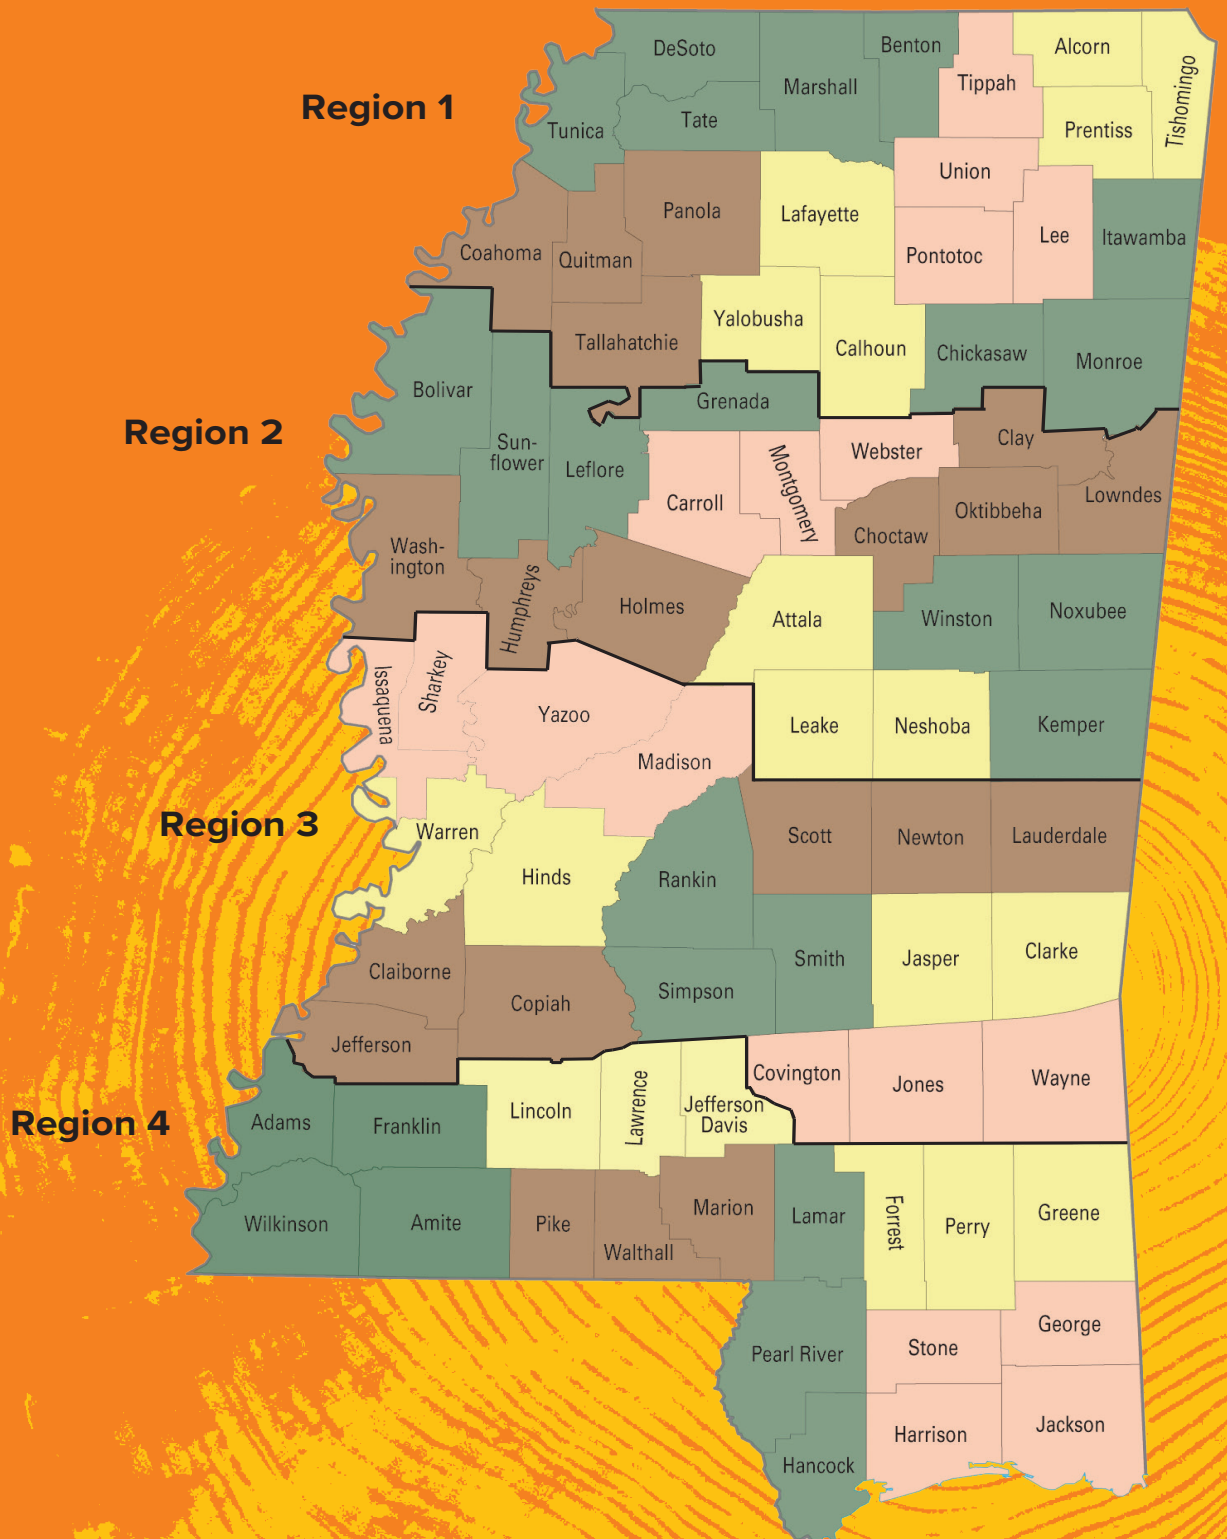 Region 1
DeSoto
Marshall
Benton
Tippah
Alcorn
Tishomingo
Tunica
Tate
Prentiss
Union
Panola
Lafayette
Coahoma
Quitman
Pontotoc
Lee
Itawamba
Tallahatchie
Yalobusha
Calhoun
Chickasaw
Monroe
Region 2
Bolivar
Sun-
flower
Leflore
Grenada
Carroll
Montgomery
Webster
Clay
Choctaw
Oktibbeha
Lowndes
Wash-
ington
Humphreys
Holmes
Attala
Winston
Noxubee
Leake
Neshoba
Kemper
Region 3
Issaquena
Sharkey
Yazoo
Madison
Warren
Hinds
Rankin
Scott
Newton
Lauderdale
Claiborne
Copiah
Simpson
Smith
Jasper
Clarke
Jefferson
Covington
Jones
Wayne
Region 4
Adams
Franklin
Lincoln
Lawrence
Jefferson
Davis
Wilkinson
Amite
Pike
Walthall
Marion
Lamar
Forrest
Perry
Greene
Pearl River
Stone
George
Hancock
Harrison
Jackson